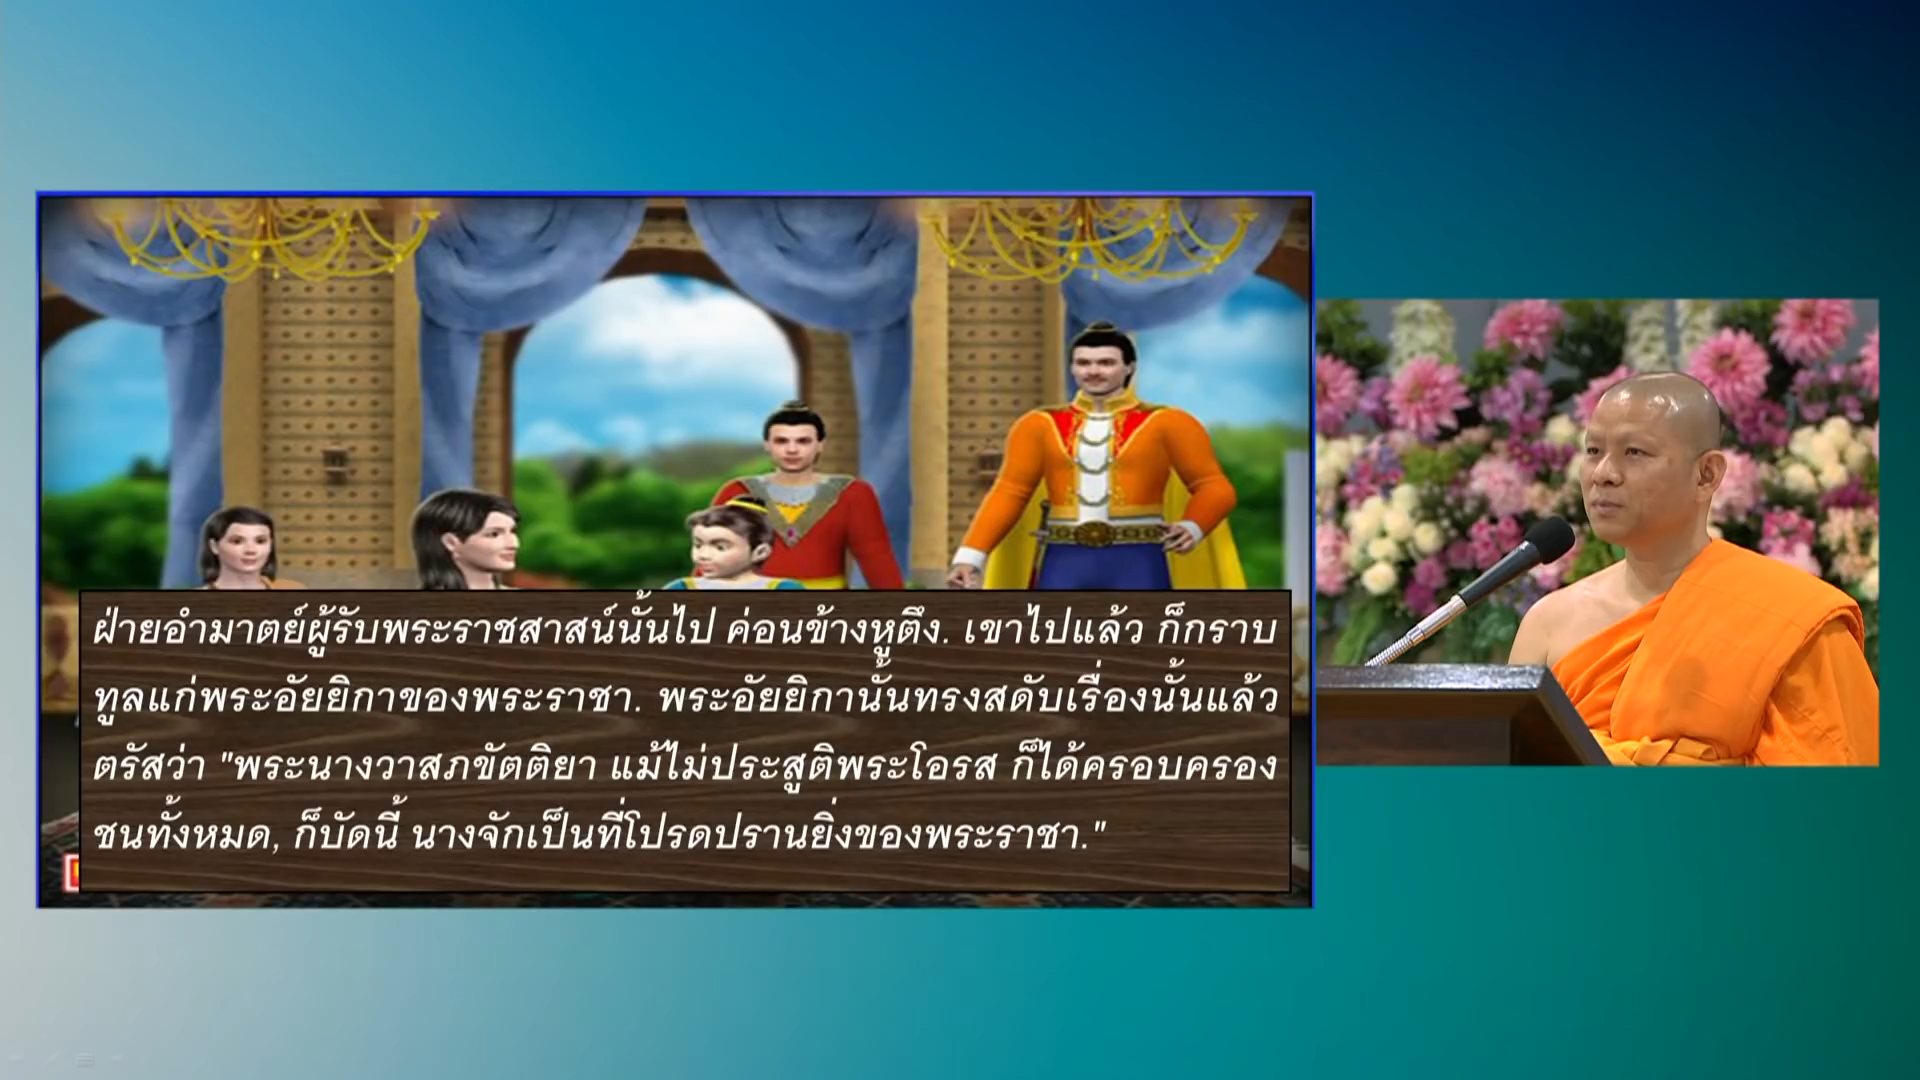 ฝ่ายอำมาตย์ผู้รับพระราชสาสน์นั้นไป ค่อนข้างหูตึง. เขาไปแล้ว ก็กราบ
ทูลแก่พระอัยยิกาของพระราชา. พระอัยยิกานั้นทรงสดับเรื่องนั้นแล้ว
ตรัสว่า "พระนางวาสภขัตติยา แม้ไม่ประสูติพระโอรส ก็ได้ครอบครอง
ชนทั้งหมด, ก็บัดนี้ นางจักเป็นที่โปรดปรานยิ่งของพระราชา."